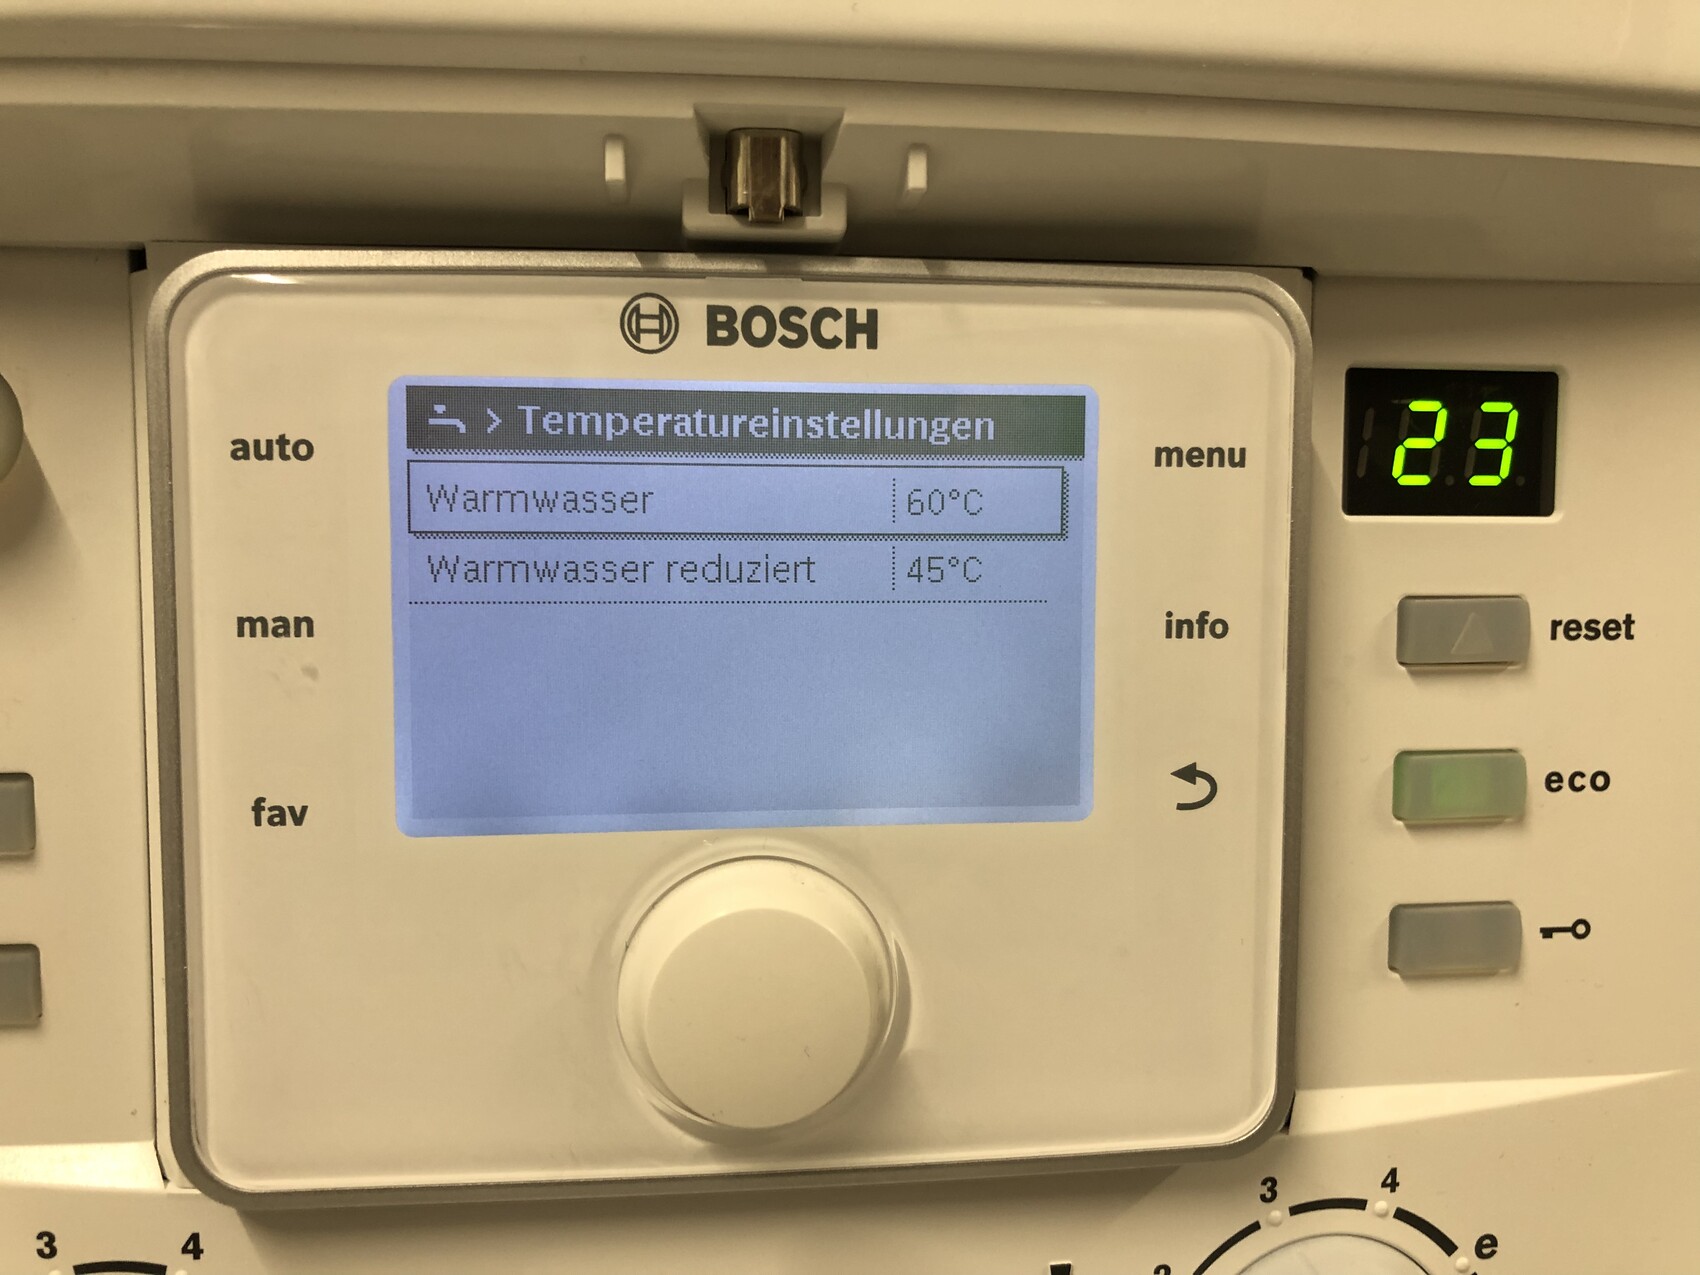 BOSCH
auto
man
fav
> Temperatureinstellungen
Warmwasser 60°C
Warmwasser reduziert 45°C
menu
info
23
reset
eco
3 4
3 4 e